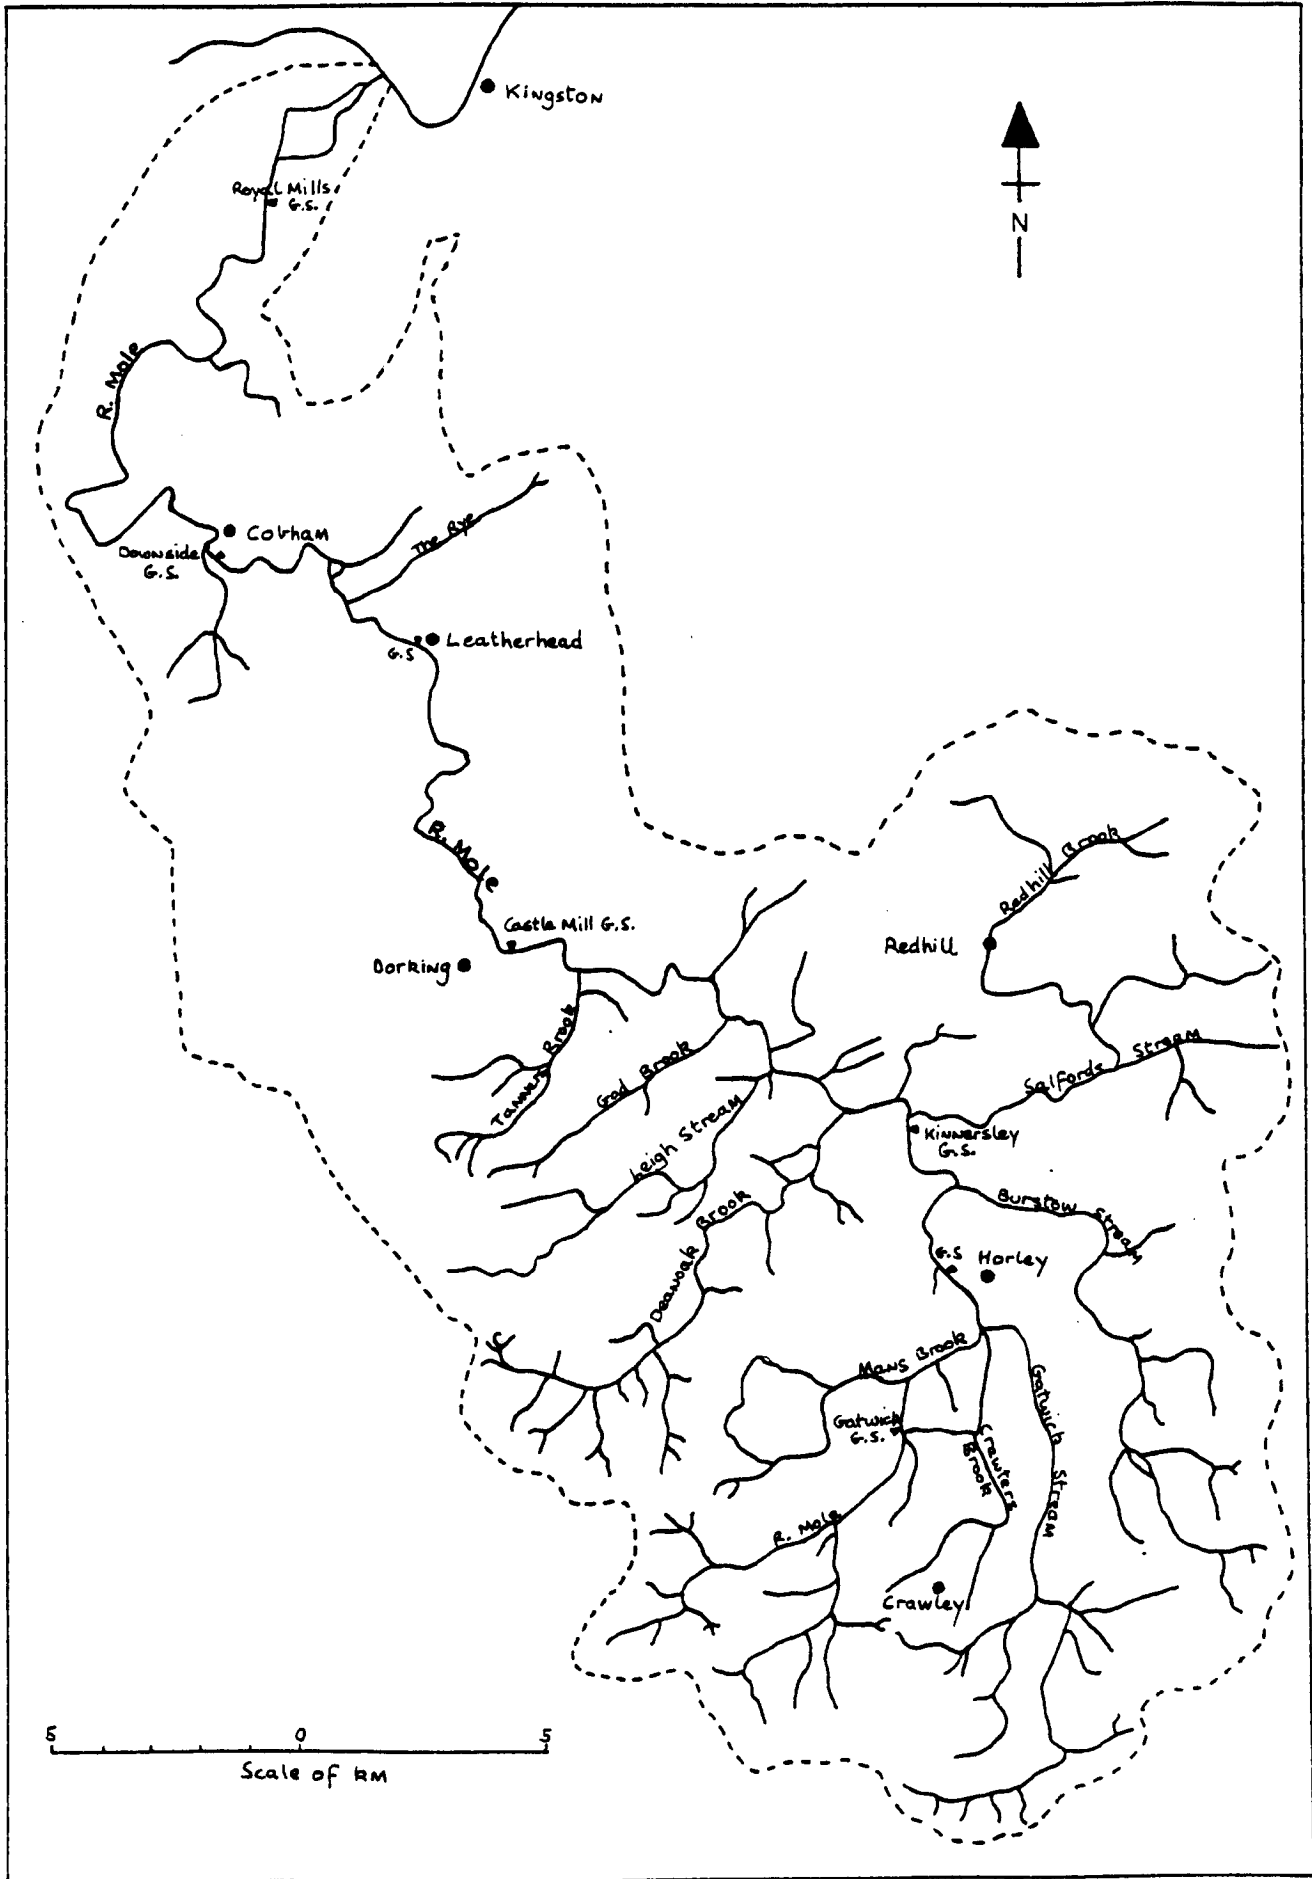 Kingston
N
Royal Mills
G.S.
R. Mole
Cobham
Downside
G.S.
The Rye
G.S
Leatherhead
R. Mole
Castle Mill G.S.
Dorking
Redhill Brook
Redhill
Tanners Brook
Gad Brook
Leigh Stream
Salfords Stream
Kinnersley
G.S.
Deanoak Brook
Burstow Stream
G.S
Horley
Mans Brook
Gatwick
G.S.
Crawters
Brook
Gatwick Stream
R. Mole
Crawley
5 0 5
Scale of km